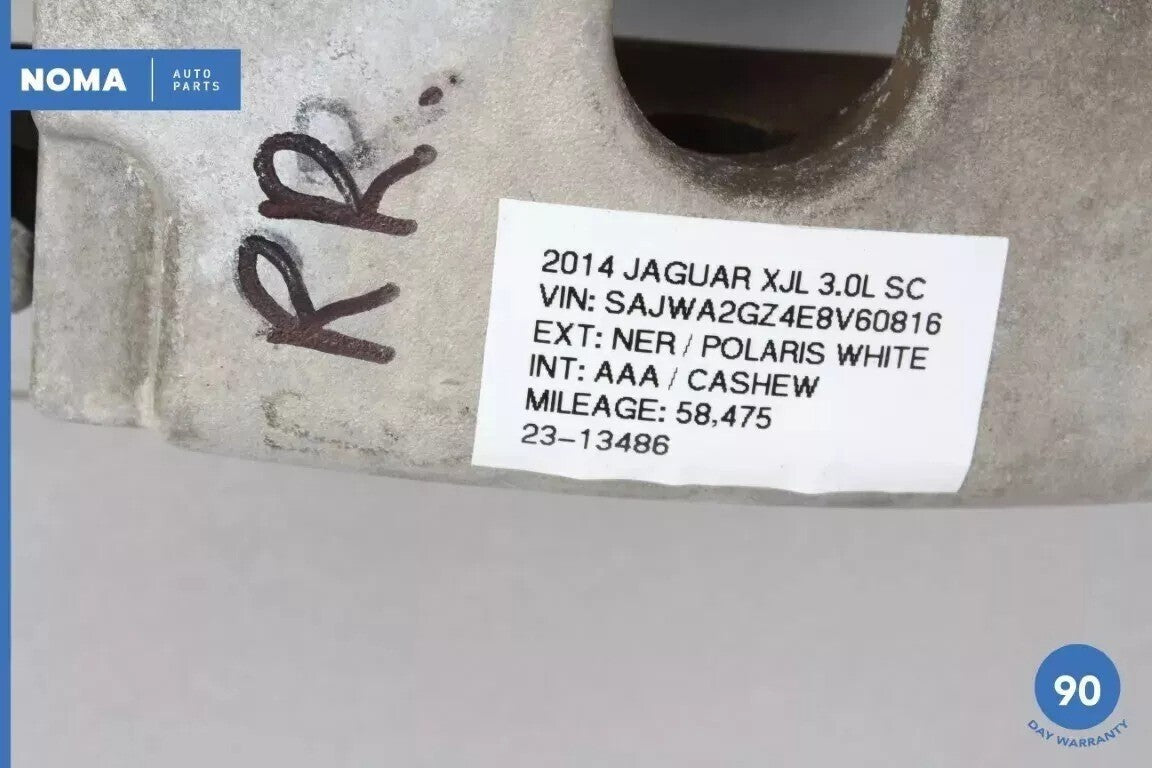 NOMA AUTO PARTS
RR
2014 JAGUAR XJL 3.0L SC
VIN: SAJWA2GZ4E8V60816
EXT: NER / POLARIS WHITE
INT: AAA / CASHEW
MILEAGE: 58,475
23-13486
90
DAY WARRANTY